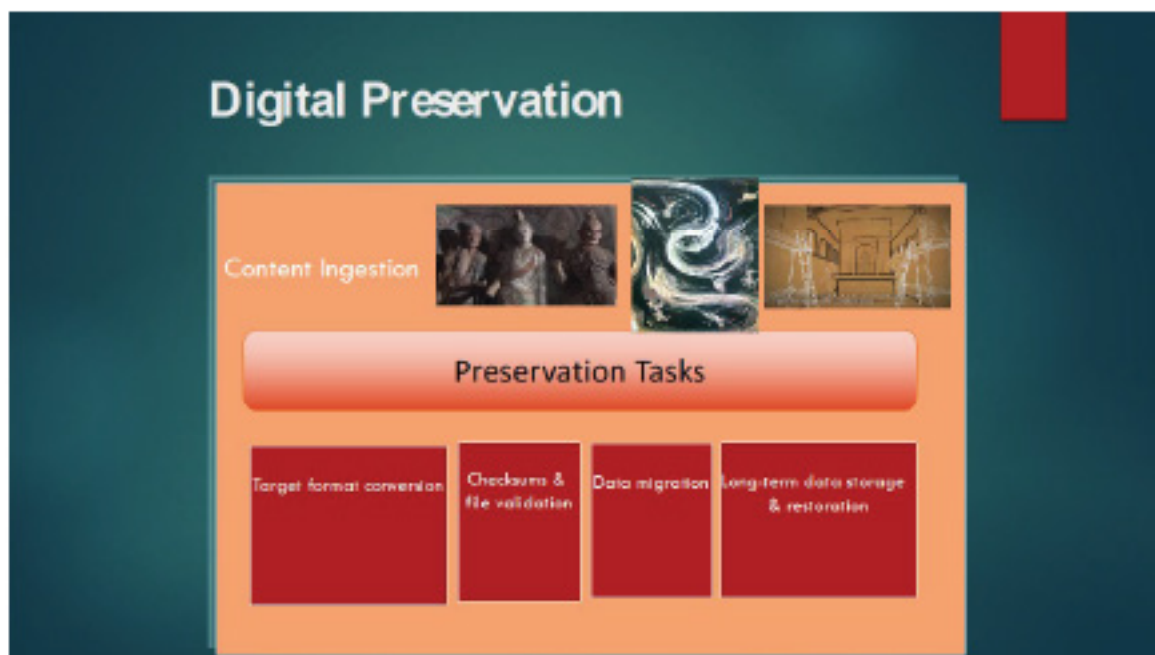 Digital Preservation
Content Ingestion
Preservation Tasks
Target format conversion
Checksums &
file validation
Data migration
Long-term data storage
& restoration